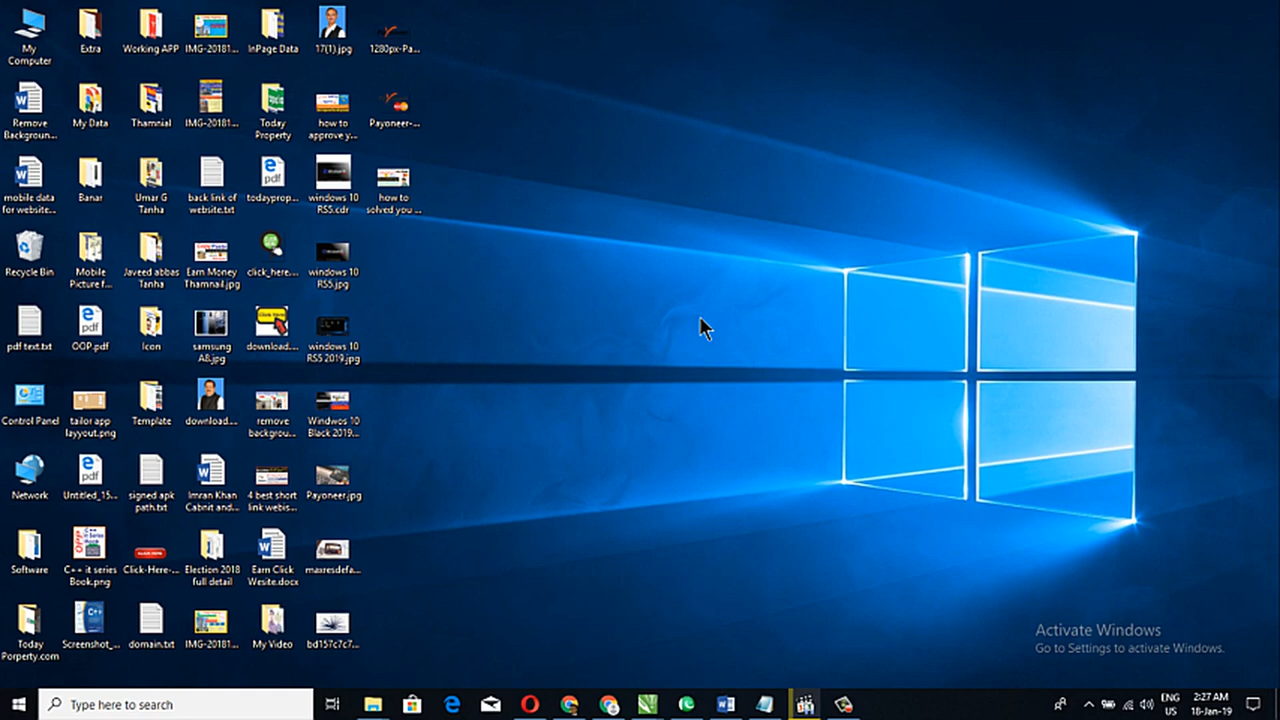 My
Computer
Extra
Working APP
IMG-20181...
InPage Data
17(1).jpg
1280px-Pa...
Remove
Backgroun...
My Data
Thamnial
IMG-20181...
Today
Property
how to
approve y...
Payoneer-...
mobile data
for website...
Banar
Umar G
Tanha
back link of
website.txt
todayprop...
windows 10
RS5.cdr
how to
solved you ...
Recycle Bin
Mobile
Picture f...
Javeed abbas
Tanha
Earn Money
Thamnail.jpg
click_here....
windows 10
RS5.jpg
pdf text.txt
OOP.pdf
Icon
samsung
A8.jpg
download....
windows 10
RS5 2019.jpg
Control Panel
tailor app
layyout.png
Template
download....
remove
backgrou...
Windwos 10
Black 2019...
Network
Untitled_15...
signed apk
path.txt
Imran Khan
Cabnit and...
4 best short
link webis...
Payoneer.jpg
Software
C++ it series
Book.png
Click-Here-...
Election 2018
full detail
Earn Click
Wesite.docx
maxresdefa...
Today
Porperty.com
Screenshot_...
domain.txt
IMG-20181...
My Video
bd157c7c7...
Activate Windows
Go to Settings to activate Windows.
Type here to search
ENG
US
2:27 AM
18-Jan-19